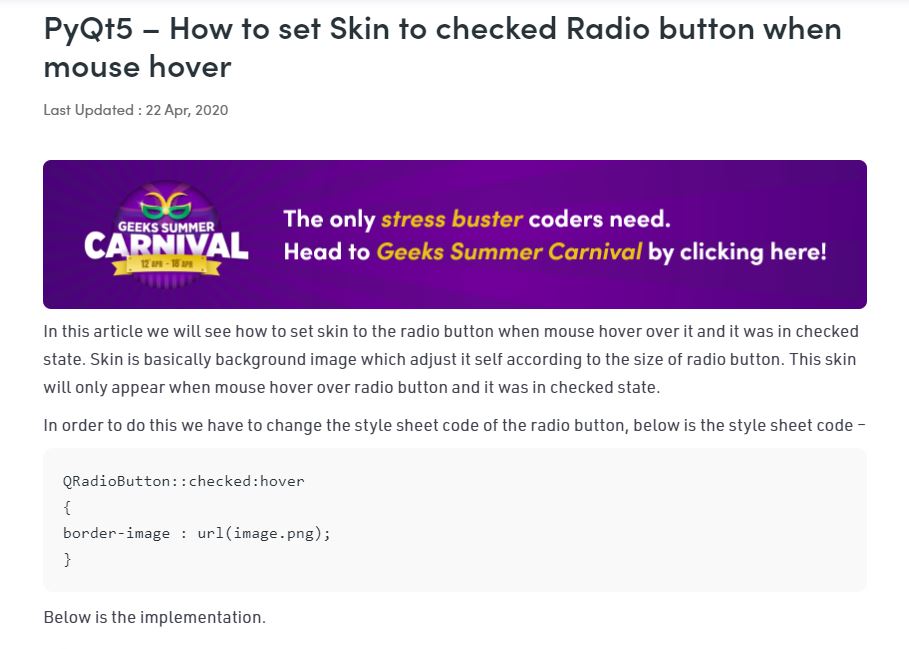 PyQt5 – How to set Skin to checked Radio button when
mouse hover
Last Updated : 22 Apr, 2020
GEEKS SUMMER
CARNIVAL
12 APR - 18 APR
The only stress buster coders need.
Head to Geeks Summer Carnival by clicking here!
In this article we will see how to set skin to the radio button when mouse hover over it and it was in checked
state. Skin is basically background image which adjust it self according to the size of radio button. This skin
will only appear when mouse hover over radio button and it was in checked state.
In order to do this we have to change the style sheet code of the radio button, below is the style sheet code –
QRadioButton::checked:hover
{
border-image : url(image.png);
}
Below is the implementation.